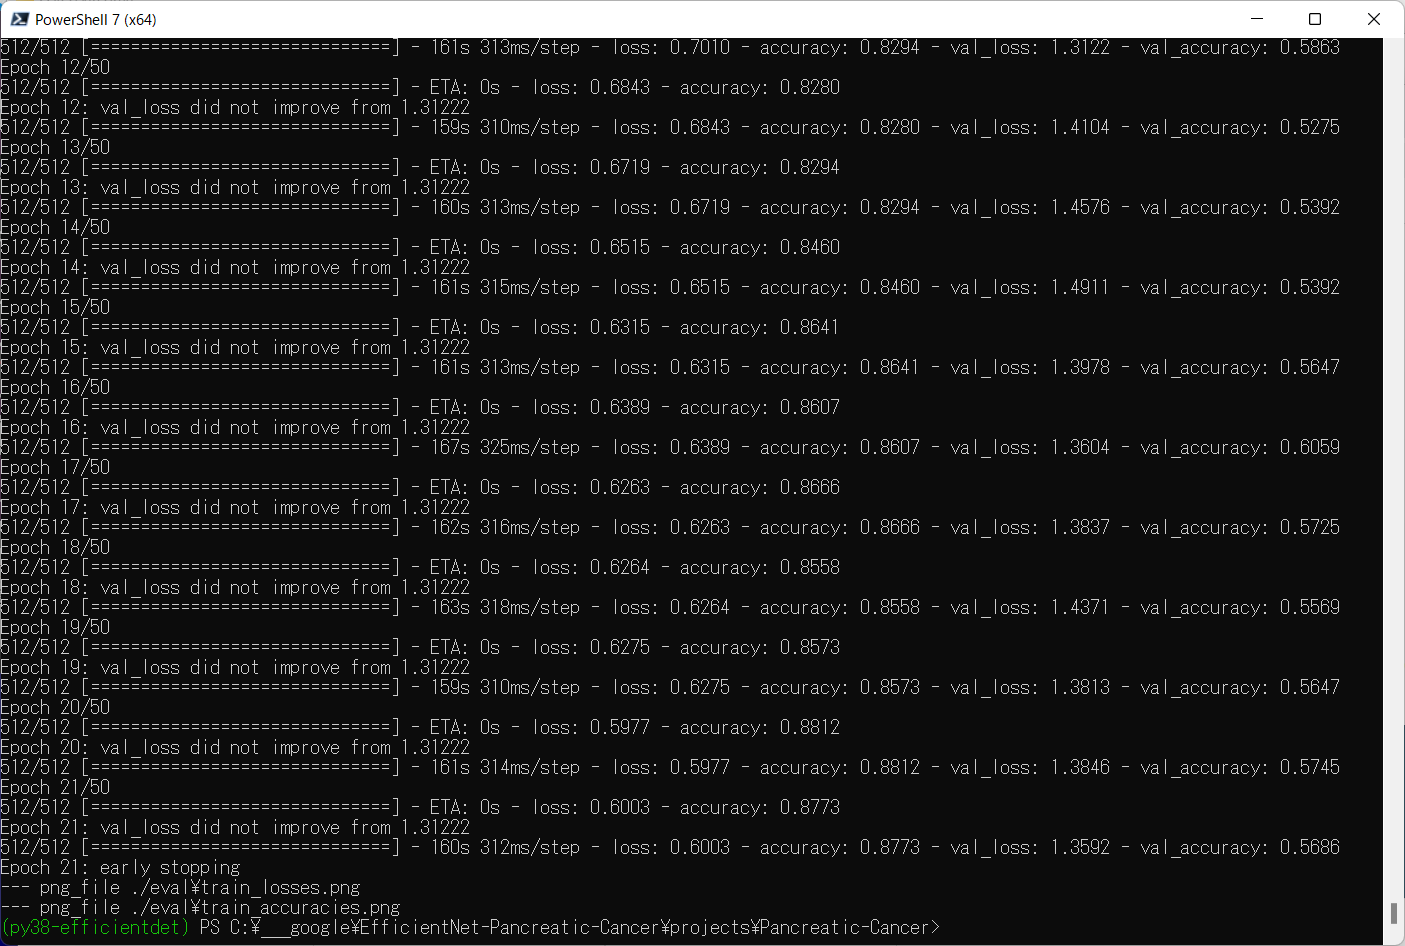 PowerShell 7 (x64)
512/512 [==============================] - 161s 313ms/step - loss: 0.7010 - accuracy: 0.8294 - val_loss: 1.3122 - val_accuracy: 0.5863
Epoch 12/50
512/512 [==============================] - ETA: 0s - loss: 0.6843 - accuracy: 0.8280
Epoch 12: val_loss did not improve from 1.31222
512/512 [==============================] - 159s 310ms/step - loss: 0.6843 - accuracy: 0.8280 - val_loss: 1.4104 - val_accuracy: 0.5275
Epoch 13/50
512/512 [==============================] - ETA: 0s - loss: 0.6719 - accuracy: 0.8294
Epoch 13: val_loss did not improve from 1.31222
512/512 [==============================] - 160s 313ms/step - loss: 0.6719 - accuracy: 0.8294 - val_loss: 1.4576 - val_accuracy: 0.5392
Epoch 14/50
512/512 [==============================] - ETA: 0s - loss: 0.6515 - accuracy: 0.8460
Epoch 14: val_loss did not improve from 1.31222
512/512 [==============================] - 161s 315ms/step - loss: 0.6515 - accuracy: 0.8460 - val_loss: 1.4911 - val_accuracy: 0.5392
Epoch 15/50
512/512 [==============================] - ETA: 0s - loss: 0.6315 - accuracy: 0.8641
Epoch 15: val_loss did not improve from 1.31222
512/512 [==============================] - 161s 313ms/step - loss: 0.6315 - accuracy: 0.8641 - val_loss: 1.3978 - val_accuracy: 0.5647
Epoch 16/50
512/512 [==============================] - ETA: 0s - loss: 0.6389 - accuracy: 0.8607
Epoch 16: val_loss did not improve from 1.31222
512/512 [==============================] - 167s 325ms/step - loss: 0.6389 - accuracy: 0.8607 - val_loss: 1.3604 - val_accuracy: 0.6059
Epoch 17/50
512/512 [==============================] - ETA: 0s - loss: 0.6263 - accuracy: 0.8666
Epoch 17: val_loss did not improve from 1.31222
512/512 [==============================] - 162s 316ms/step - loss: 0.6263 - accuracy: 0.8666 - val_loss: 1.3837 - val_accuracy: 0.5725
Epoch 18/50
512/512 [==============================] - ETA: 0s - loss: 0.6264 - accuracy: 0.8558
Epoch 18: val_loss did not improve from 1.31222
512/512 [==============================] - 163s 318ms/step - loss: 0.6264 - accuracy: 0.8558 - val_loss: 1.4371 - val_accuracy: 0.5569
Epoch 19/50
512/512 [==============================] - ETA: 0s - loss: 0.6275 - accuracy: 0.8573
Epoch 19: val_loss did not improve from 1.31222
512/512 [==============================] - 159s 310ms/step - loss: 0.6275 - accuracy: 0.8573 - val_loss: 1.3813 - val_accuracy: 0.5647
Epoch 20/50
512/512 [==============================] - ETA: 0s - loss: 0.5977 - accuracy: 0.8812
Epoch 20: val_loss did not improve from 1.31222
512/512 [==============================] - 161s 314ms/step - loss: 0.5977 - accuracy: 0.8812 - val_loss: 1.3846 - val_accuracy: 0.5745
Epoch 21/50
512/512 [==============================] - ETA: 0s - loss: 0.6003 - accuracy: 0.8773
Epoch 21: val_loss did not improve from 1.31222
512/512 [==============================] - 160s 312ms/step - loss: 0.6003 - accuracy: 0.8773 - val_loss: 1.3592 - val_accuracy: 0.5686
Epoch 21: early stopping
--- png_file ./eval¥train_losses.png
--- png_file ./eval¥train_accuracies.png
(py38-efficientdet) PS C:¥___google¥EfficientNet-Pancreatic-Cancer¥projects¥Pancreatic-Cancer>